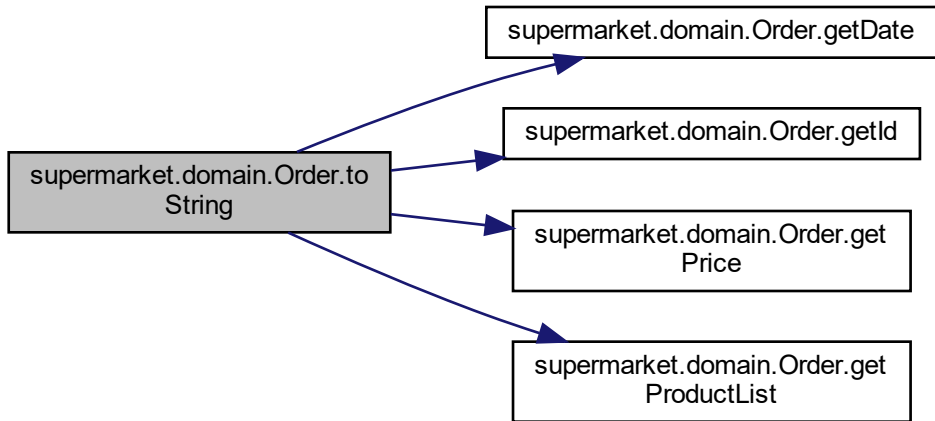 supermarket.domain.Order.getDate
supermarket.domain.Order.getId
supermarket.domain.Order.to
String
supermarket.domain.Order.get
Price
supermarket.domain.Order.get
ProductList